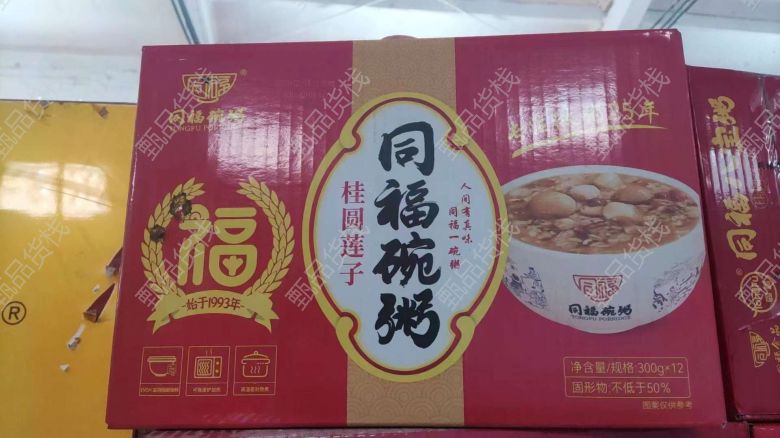 同福碗粥
TONGFU PORRIDGE
福
始于1993年
桂圆莲子
同福碗粥
人间有真味
同福一碗粥
年
同福碗粥
TONGFU PORRIDGE
净含量/规格:300g×12
固形物:不低于50%
图案仅供参考
®
甄品货栈